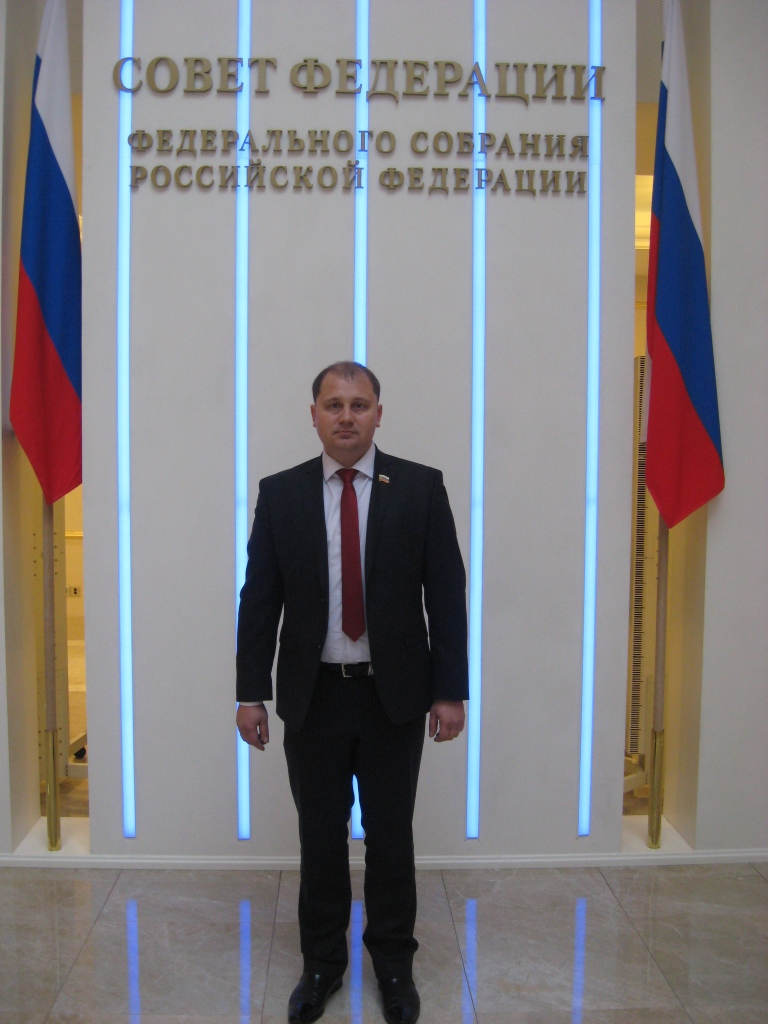 СОВЕТ ФЕДЕРАЦИИ
ФЕДЕРАЛЬНОГО СОБРАНИЯ
РОССИЙСКОЙ ФЕДЕРАЦИИ